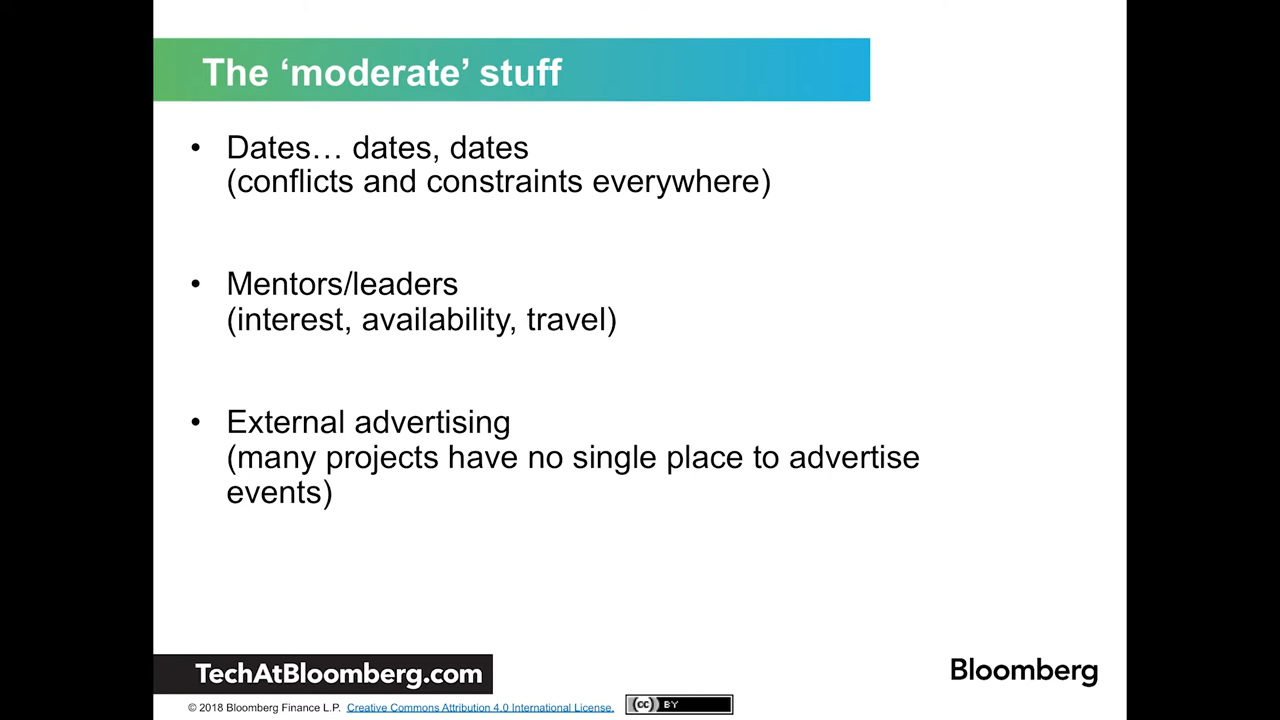 The ‘moderate’ stuff
• Dates… dates, dates
(conflicts and constraints everywhere)
• Mentors/leaders
(interest, availability, travel)
• External advertising
(many projects have no single place to advertise
events)
TechAtBloomberg.com
Bloomberg
© 2018 Bloomberg Finance L.P. Creative Commons Attribution 4.0 International License.
cc BY